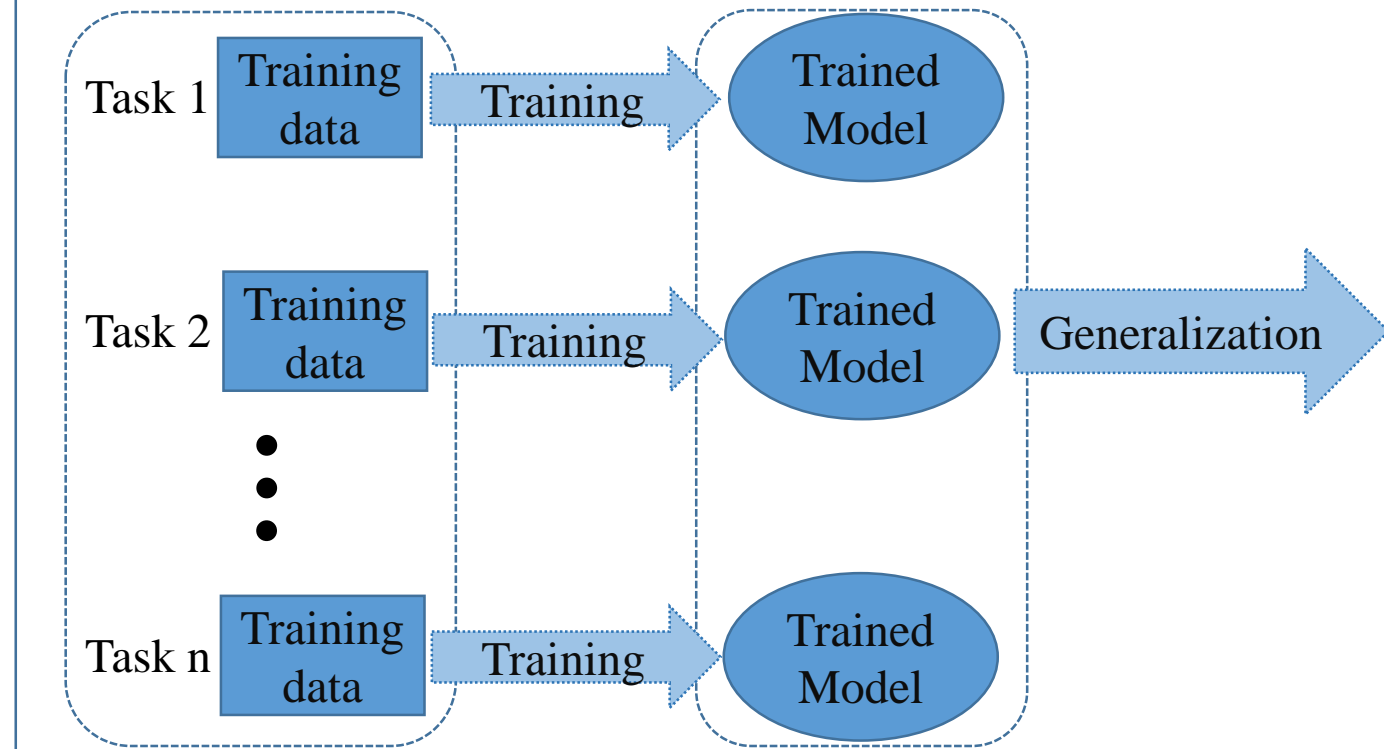 Task 1
Training
data
Training
Trained
Model
Task 2
Training
data
Training
Trained
Model
Generalization
Task n
Training
data
Training
Trained
Model